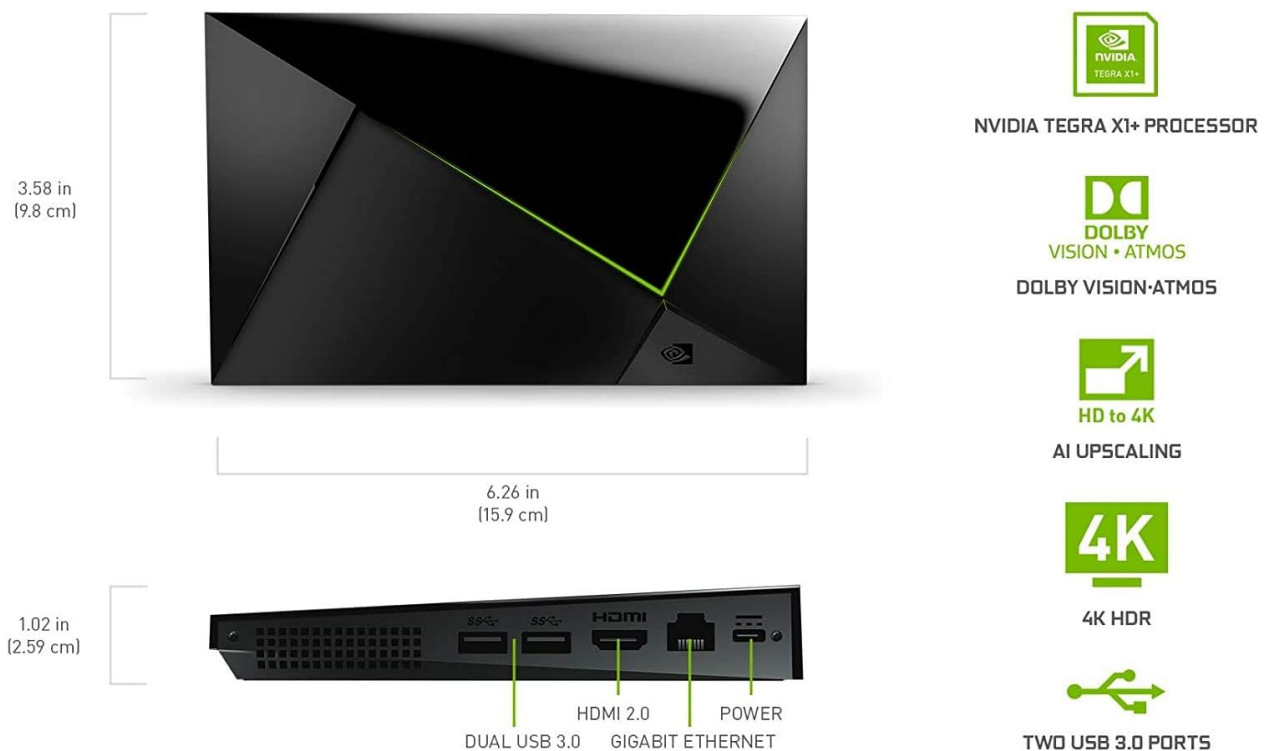 3.58 in
(9.8 cm)
6.26 in
(15.9 cm)
1.02 in
(2.59 cm)
SS
SS
HDMI
HDMI 2.0
POWER
DUAL USB 3.0
GIGABIT ETHERNET
NVIDIA
TEGRA X1+
NVIDIA TEGRA X1+ PROCESSOR
DOLBY
VISION • ATMOS
DOLBY VISION·ATMOS
HD to 4K
AI UPSCALING
4K
4K HDR
TWO USB 3.0 PORTS